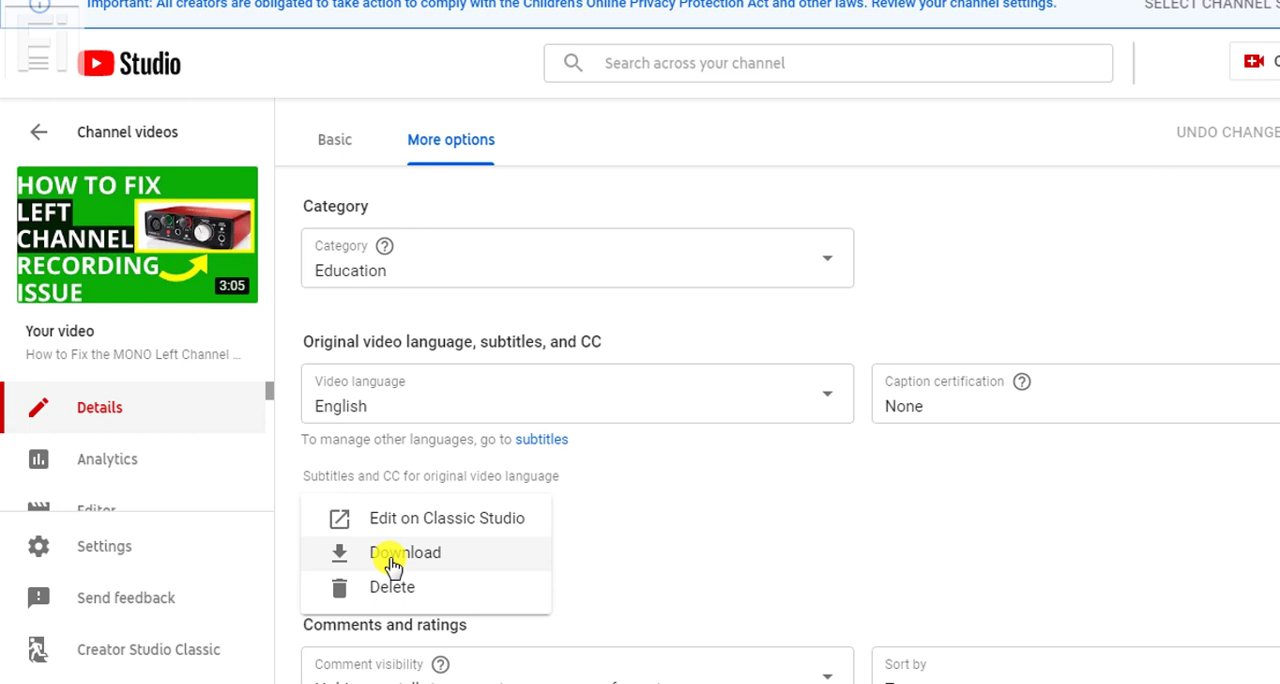 Important: All creators are obligated to take action to comply with the Children's Online Privacy Protection Act and other laws. Review your channel settings.
SELECT CHANNEL
Studio
Search across your channel
Channel videos
Basic
More options
UNDO CHANGE
HOW TO FIX
LEFT
CHANNEL
RECORDING
ISSUE
3:05
Your video
How to Fix the MONO Left Channel ...
Details
Analytics
Editor
Settings
Send feedback
Creator Studio Classic
Category
Category
Education
Original video language, subtitles, and CC
Video language
English
Caption certification
None
To manage other languages, go to subtitles
Subtitles and CC for original video language
Edit on Classic Studio
Download
Delete
Comments and ratings
Comment visibility
Sort by